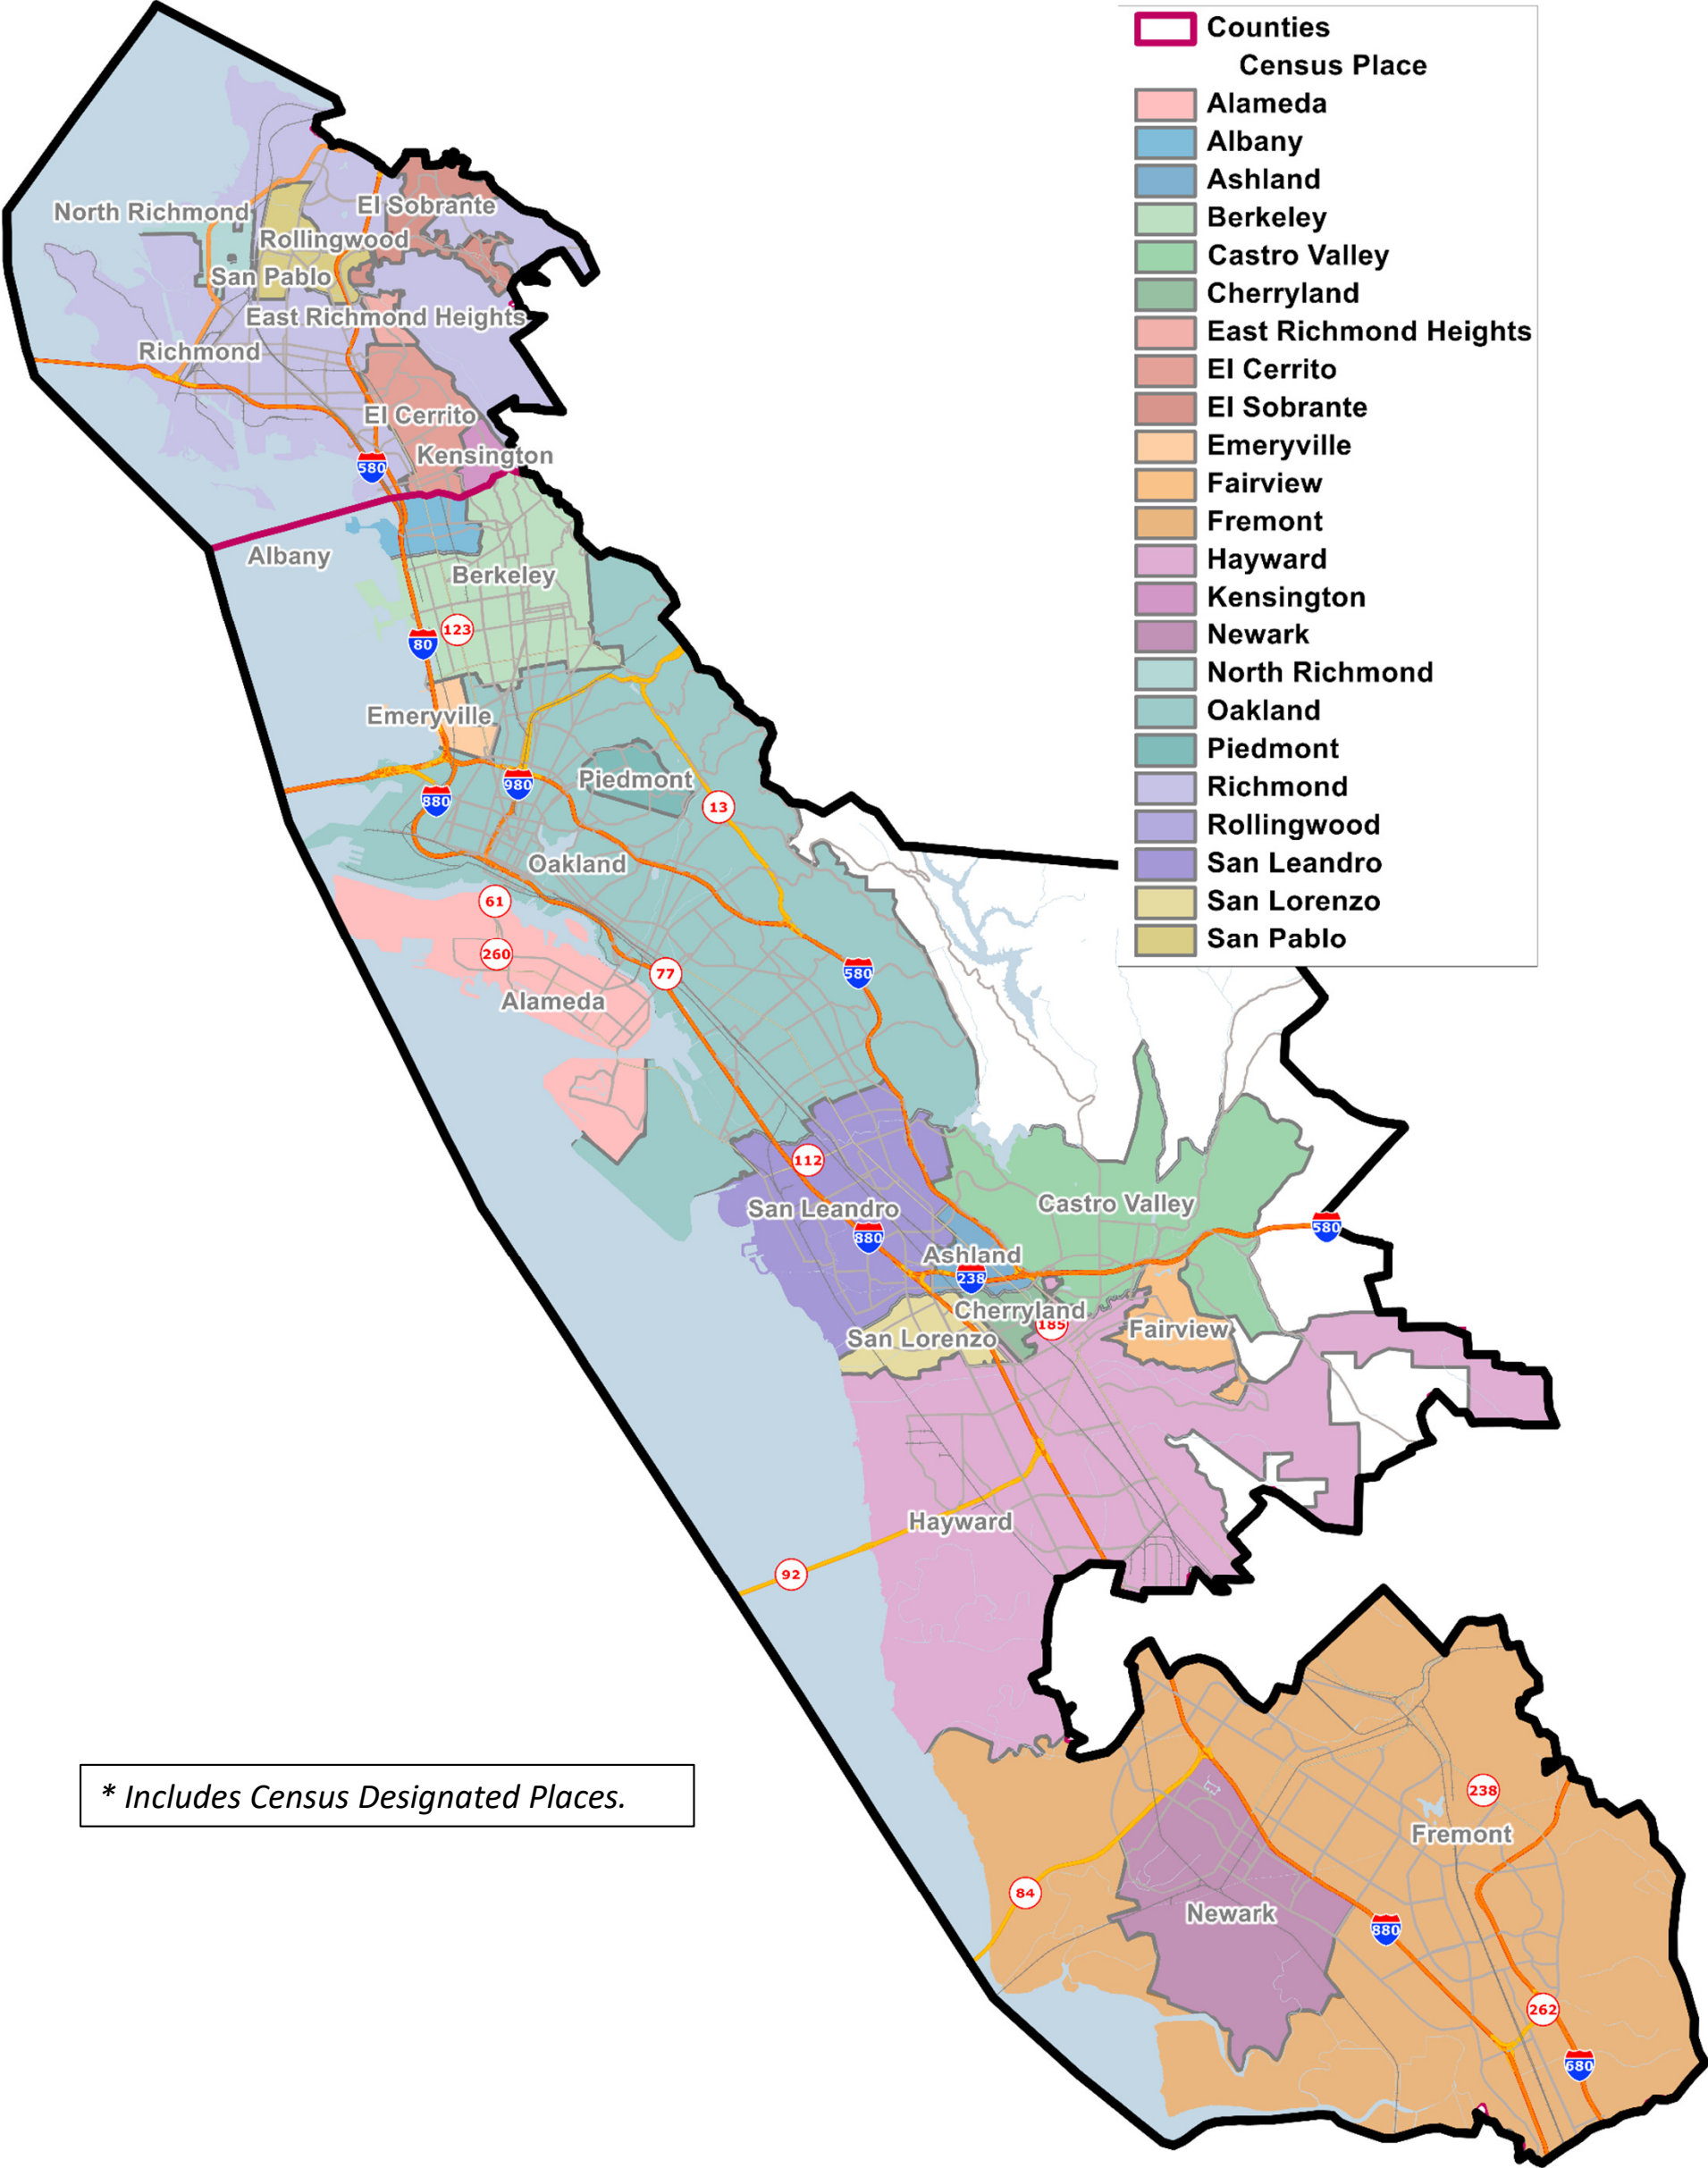 Counties
Census Place
Alameda
Albany
Ashland
Berkeley
Castro Valley
Cherryland
East Richmond Heights
El Cerrito
El Sobrante
Emeryville
Fairview
Fremont
Hayward
Kensington
Newark
North Richmond
Oakland
Piedmont
Richmond
Rollingwood
San Leandro
San Lorenzo
San Pablo
El Sobrante
North Richmond
Rollingwood
San Pablo
East Richmond Heights
Richmond
El Cerrito
Kensington
580
Albany
Berkeley
123
80
Emeryville
Piedmont
980
880
13
Oakland
61
260
77
580
Alameda
112
Castro Valley
San Leandro
580
880
Ashland
238
Cherryland
185
Fairview
San Lorenzo
Hayward
92
238
* Includes Census Designated Places.
Fremont
84
Newark
880
262
680